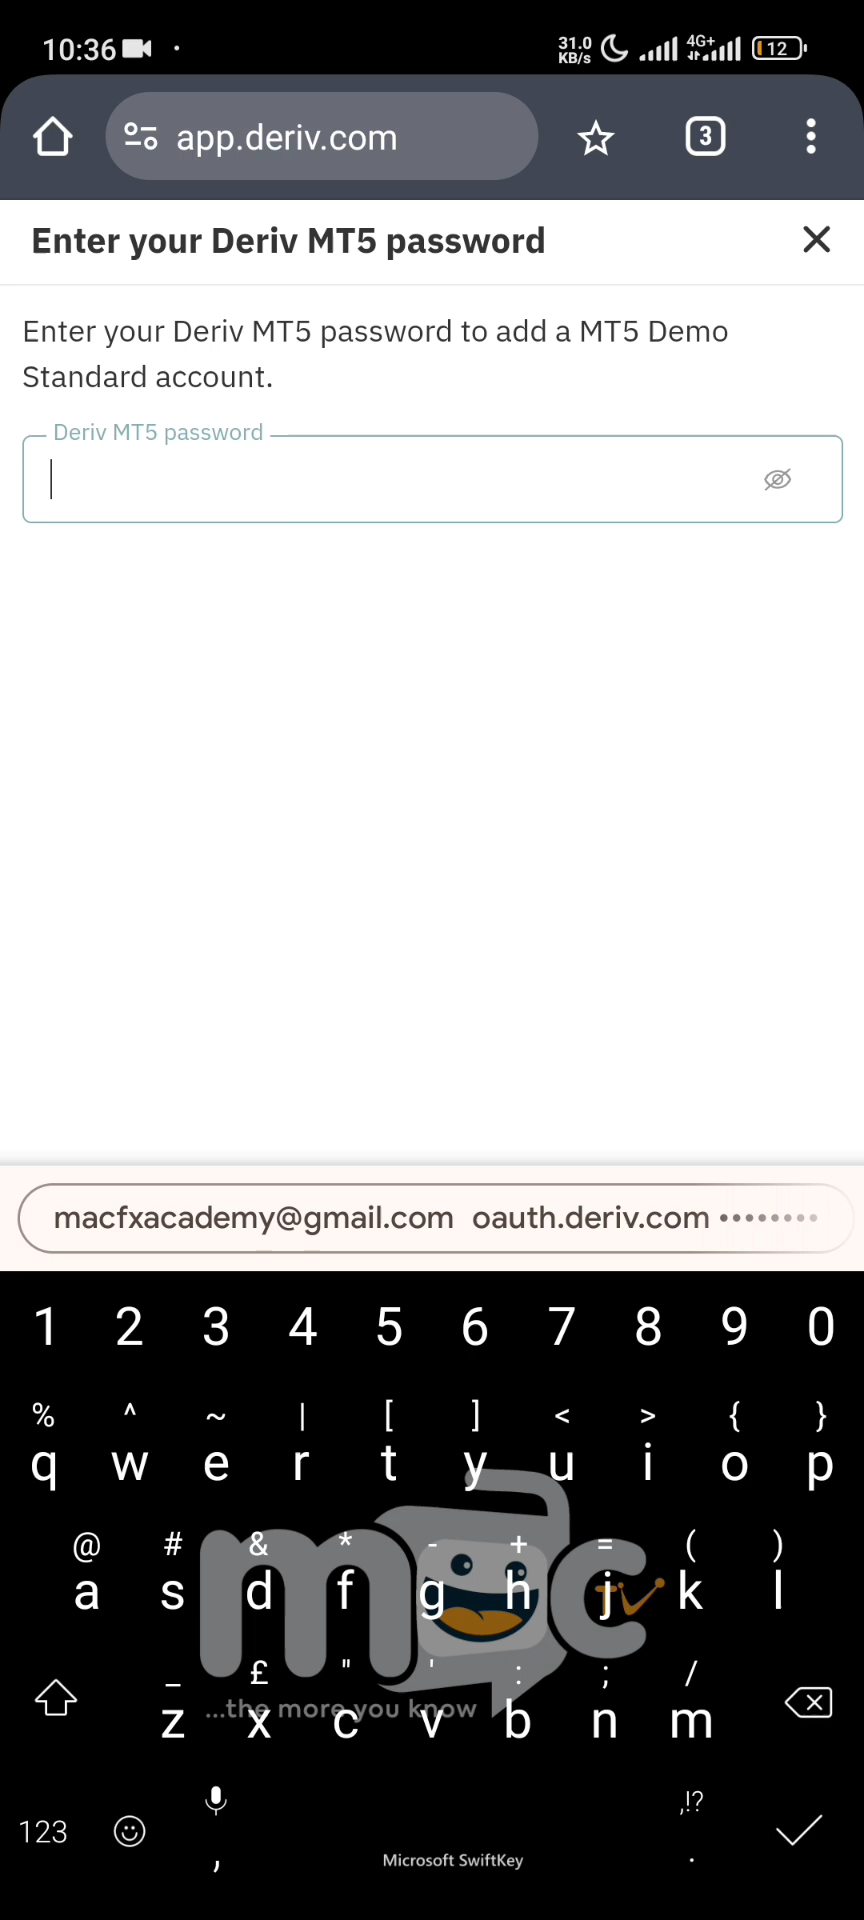 10:36
31.0 KB/s 4G+ 12
app.deriv.com
3
Enter your Deriv MT5 password
Enter your Deriv MT5 password to add a MT5 Demo
Standard account.
Deriv MT5 password
macfxacademy@gmail.com oauth.deriv.com ••••••••
1 2 3 4 5 6 7 8 9 0
% ^ ~ | [ ] < > { }
q w e r t y u i o p
@ # & * - + = ( )
a s d f g h j k l
mac tv
_ £ " ' : ; /
...the more you know
z x c v b n m
,!?
123 , Microsoft SwiftKey .